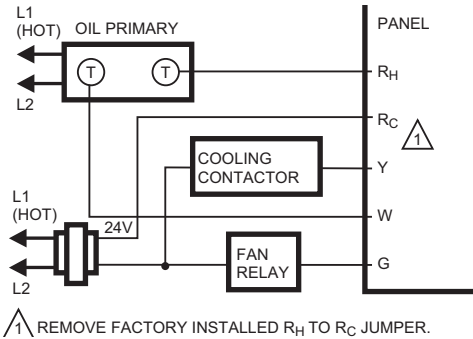 L1
(HOT)
OIL PRIMARY
PANEL
T
T
RH
L2
RC
1
COOLING
CONTACTOR
Y
L1
(HOT)
24V
W
FAN
RELAY
G
L2
1 REMOVE FACTORY INSTALLED RH TO RC JUMPER.